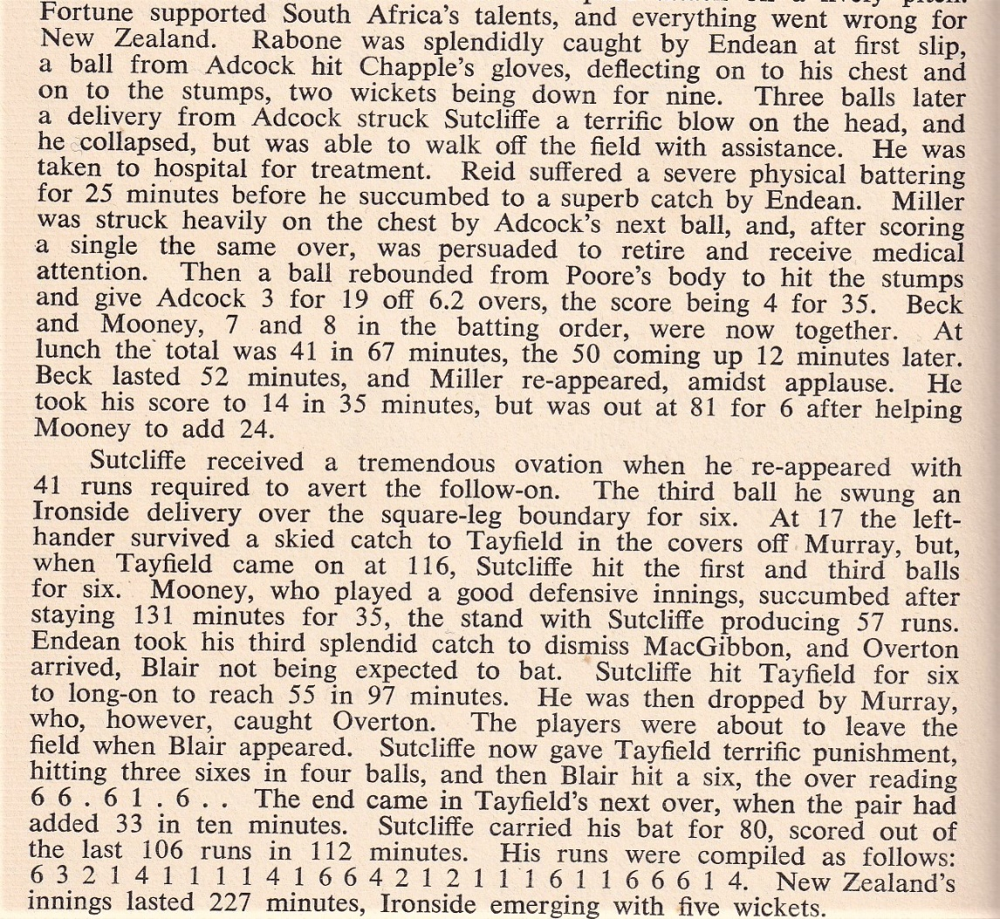 Fortune supported South Africa's talents, and everything went wrong for
New Zealand. Rabone was splendidly caught by Endean at first slip,
a ball from Adcock hit Chapple's gloves, deflecting on to his chest and
on to the stumps, two wickets being down for nine. Three balls later
a delivery from Adcock struck Sutcliffe a terrific blow on the head, and
he collapsed, but was able to walk off the field with assistance. He was
taken to hospital for treatment. Reid suffered a severe physical battering
for 25 minutes before he succumbed to a superb catch by Endean. Miller
was struck heavily on the chest by Adcock's next ball, and, after scoring
a single the same over, was persuaded to retire and receive medical
attention. Then a ball rebounded from Poore's body to hit the stumps
and give Adcock 3 for 19 off 6.2 overs, the score being 4 for 35. Beck
and Mooney, 7 and 8 in the batting order, were now together. At
lunch the total was 41 in 67 minutes, the 50 coming up 12 minutes later.
Beck lasted 52 minutes, and Miller re-appeared, amidst applause. He
took his score to 14 in 35 minutes, but was out at 81 for 6 after helping
Mooney to add 24.
Sutcliffe received a tremendous ovation when he re-appeared with
41 runs required to avert the follow-on. The third ball he swung an
Ironside delivery over the square-leg boundary for six. At 17 the left-
hander survived a skied catch to Tayfield in the covers off Murray, but,
when Tayfield came on at 116, Sutcliffe hit the first and third balls
for six. Mooney, who played a good defensive innings, succumbed after
staying 131 minutes for 35, the stand with Sutcliffe producing 57 runs.
Endean took his third splendid catch to dismiss MacGibbon, and Overton
arrived, Blair not being expected to bat. Sutcliffe hit Tayfield for six
to long-on to reach 55 in 97 minutes. He was then dropped by Murray,
who, however, caught Overton. The players were about to leave the
field when Blair appeared. Sutcliffe now gave Tayfield terrific punishment,
hitting three sixes in four balls, and then Blair hit a six, the over reading
6 6 . 6 1 . 6 . . The end came in Tayfield's next over, when the pair had
added 33 in ten minutes. Sutcliffe carried his bat for 80, scored out of
the last 106 runs in 112 minutes. His runs were compiled as follows:
6 3 2 1 4 1 1 1 1 4 1 6 6 4 2 1 2 1 1 1 6 1 1 6 6 6 1 4. New Zealand's
innings lasted 227 minutes, Ironside emerging with five wickets.